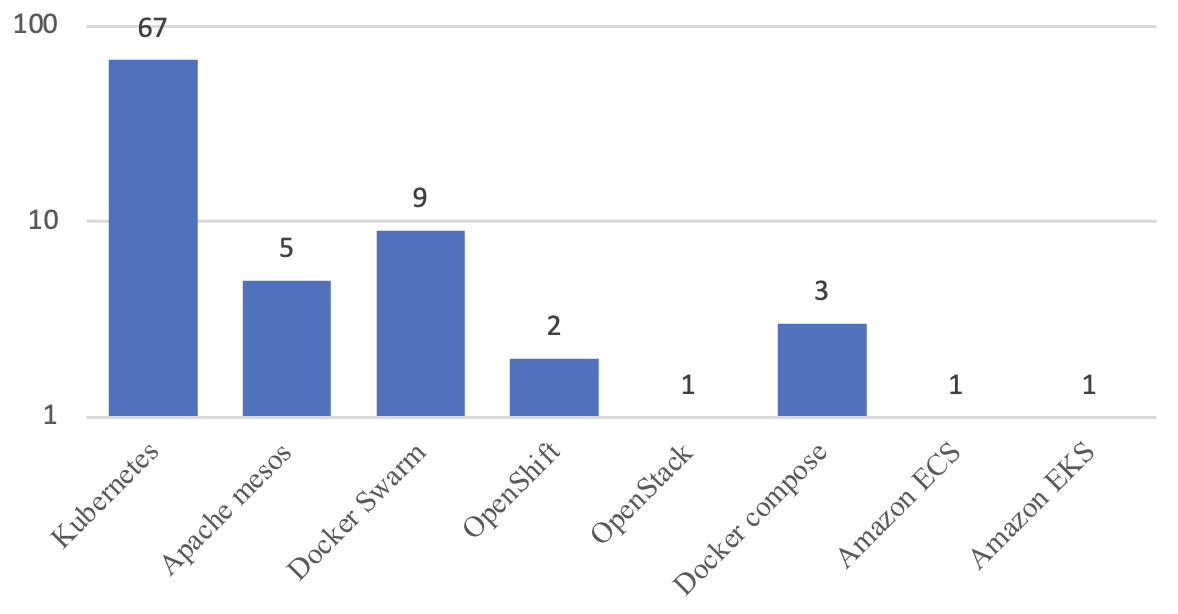 100
67
10
9
5
3
2
1
1
1
1
Kubernetes
Apache mesos
Docker Swarm
OpenShift
OpenStack
Docker compose
Amazon ECS
Amazon EKS